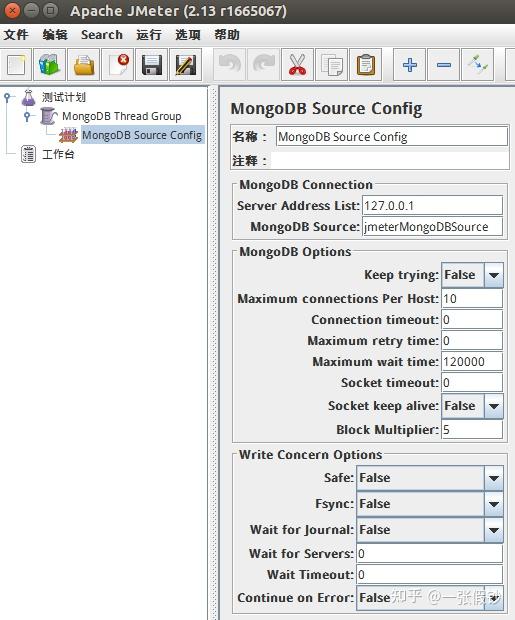 Apache JMeter (2.13 r1665067)
文件 编辑 Search 运行 选项 帮助
测试计划
MongoDB Thread Group
MongoDB Source Config
工作台
MongoDB Source Config
名称： MongoDB Source Config
注释：
MongoDB Connection
Server Address List: 127.0.0.1
MongoDB Source: jmeterMongoDBSource
MongoDB Options
Keep trying: False
Maximum connections Per Host: 10
Connection timeout: 0
Maximum retry time: 0
Maximum wait time: 120000
Socket timeout: 0
Socket keep alive: False
Block Multiplier: 5
Write Concern Options
Safe: False
Fsync: False
Wait for Journal: False
Wait for Servers: 0
Wait Timeout: 0
Continue on Error: False
知乎 @一张假钞